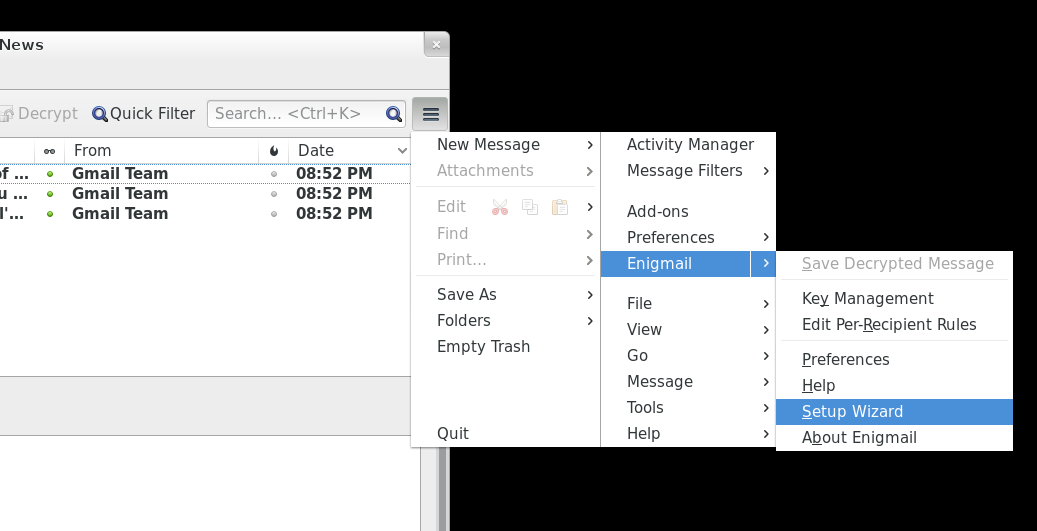 News
Decrypt
Quick Filter
Search... <Ctrl+K>
From
Date
of ...
Gmail Team
08:52 PM
u ...
Gmail Team
08:52 PM
l'...
Gmail Team
08:52 PM
New Message
Attachments
Edit
Find
Print...
Save As
Folders
Empty Trash
Quit
Activity Manager
Message Filters
Add-ons
Preferences
Enigmail
File
View
Go
Message
Tools
Help
Save Decrypted Message
Key Management
Edit Per-Recipient Rules
Preferences
Help
Setup Wizard
About Enigmail